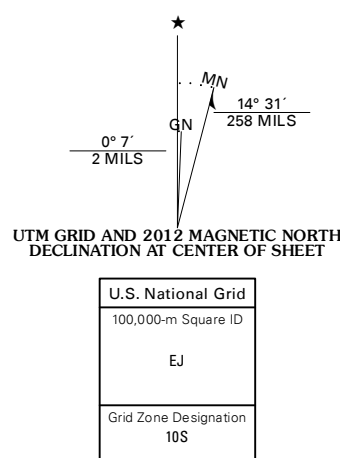 ★
MN
GN
14° 31´
258 MILS
0° 7´
2 MILS
UTM GRID AND 2012 MAGNETIC NORTH
DECLINATION AT CENTER OF SHEET
U.S. National Grid
100,000-m Square ID
EJ
Grid Zone Designation
10S